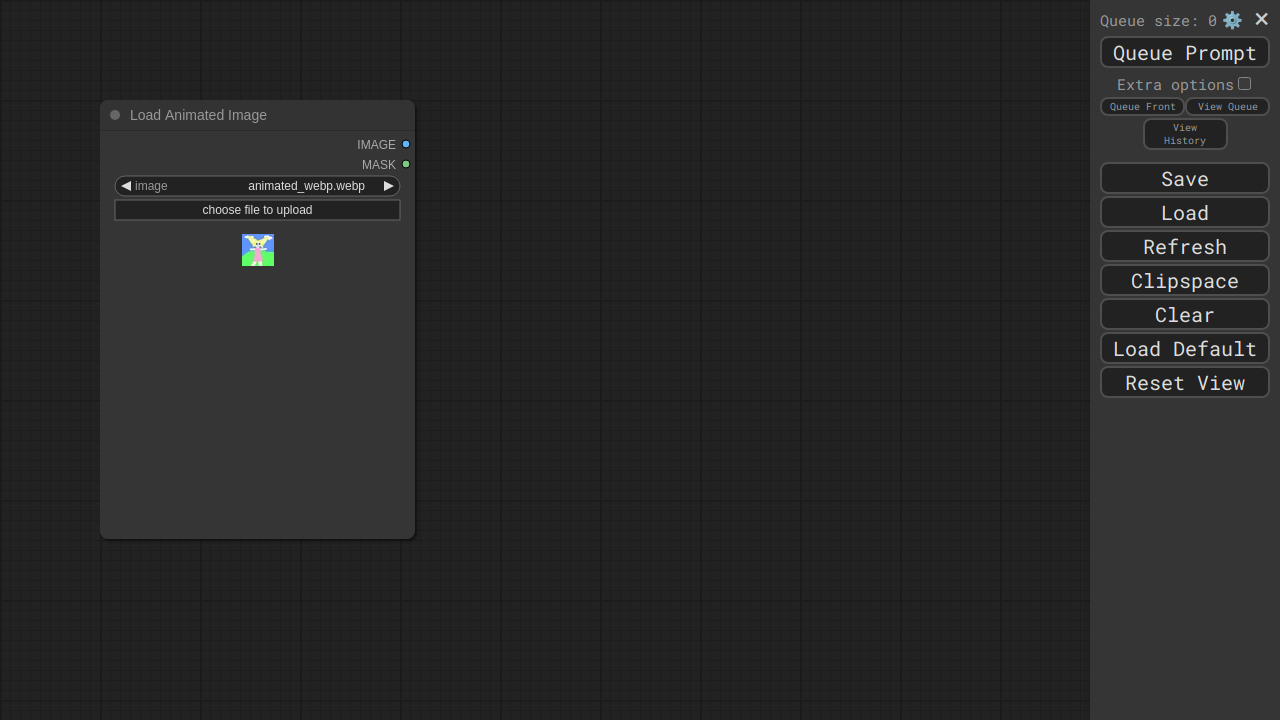 Load Animated Image
IMAGE
MASK
image animated_webp.webp
choose file to upload
Queue size: 0
Queue Prompt
Extra options
Queue Front View Queue
View
History
Save
Load
Refresh
Clipspace
Clear
Load Default
Reset View